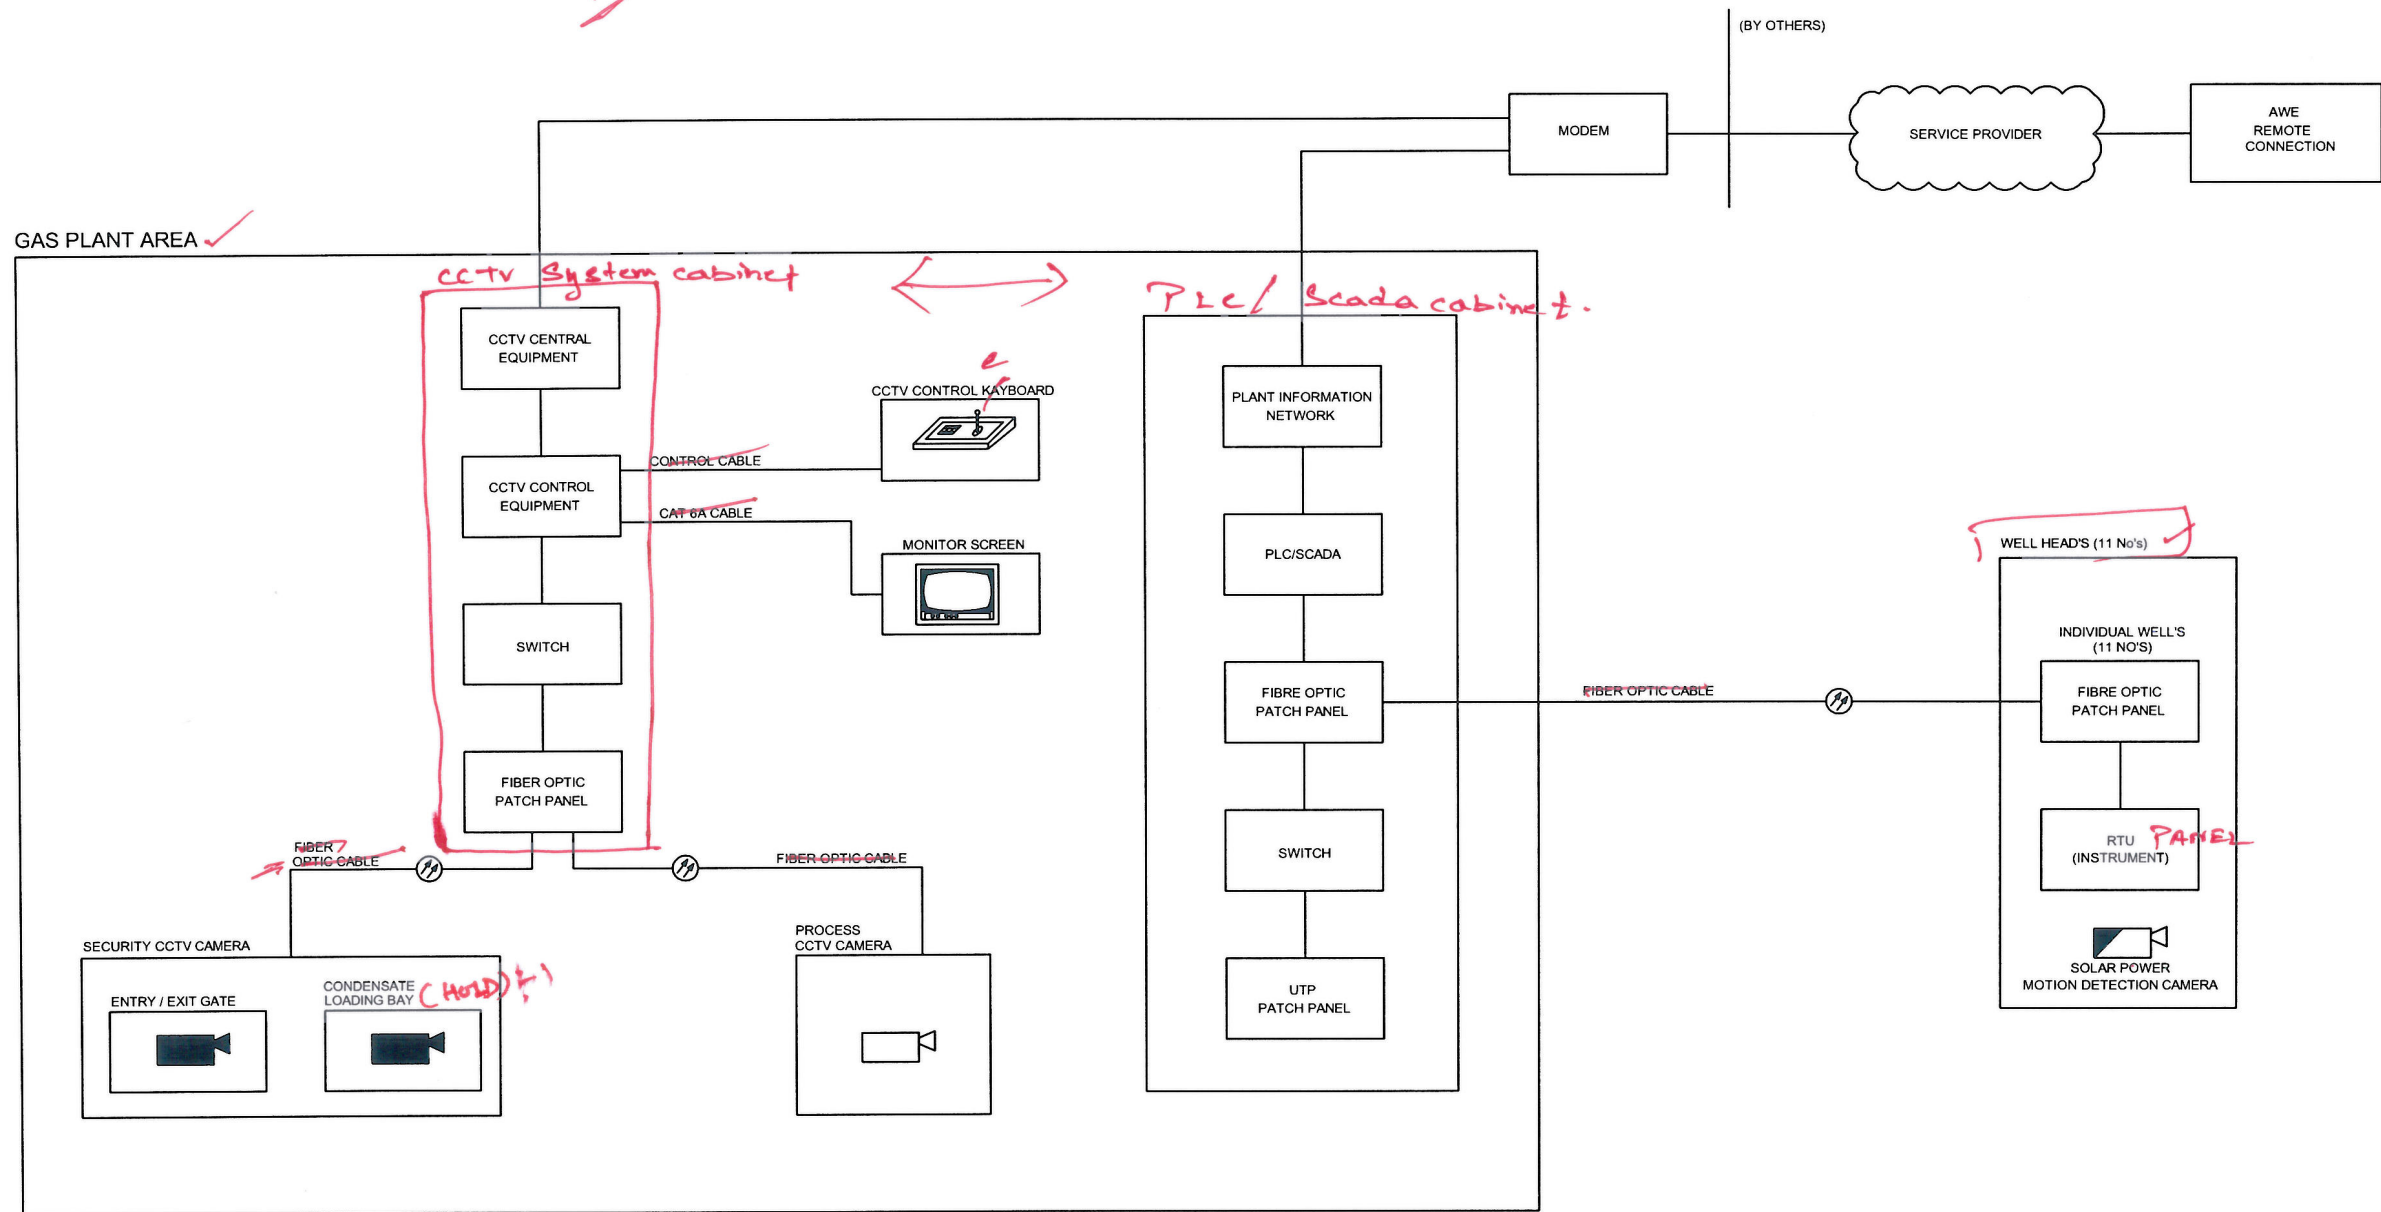 (BY OTHERS)
MODEM
SERVICE PROVIDER
AWE
REMOTE
CONNECTION
GAS PLANT AREA
CCTV System cabinet
PLC/ Scada cabinet.
CCTV CENTRAL
EQUIPMENT
CCTV CONTROL KAYBOARD
e
PLANT INFORMATION
NETWORK
CONTROL CABLE
CCTV CONTROL
EQUIPMENT
CAT 6A CABLE
MONITOR SCREEN
PLC/SCADA
WELL HEAD'S (11 No's)
SWITCH
INDIVIDUAL WELL'S
(11 NO'S)
FIBRE OPTIC
PATCH PANEL
FIBER OPTIC CABLE
FIBRE OPTIC
PATCH PANEL
FIBER OPTIC
PATCH PANEL
FIBER
OPTIC CABLE
FIBER OPTIC CABLE
SWITCH
RTU PANEL
(INSTRUMENT)
SECURITY CCTV CAMERA
PROCESS
CCTV CAMERA
ENTRY / EXIT GATE
CONDENSATE
LOADING BAY (HOLD)
UTP
PATCH PANEL
SOLAR POWER
MOTION DETECTION CAMERA